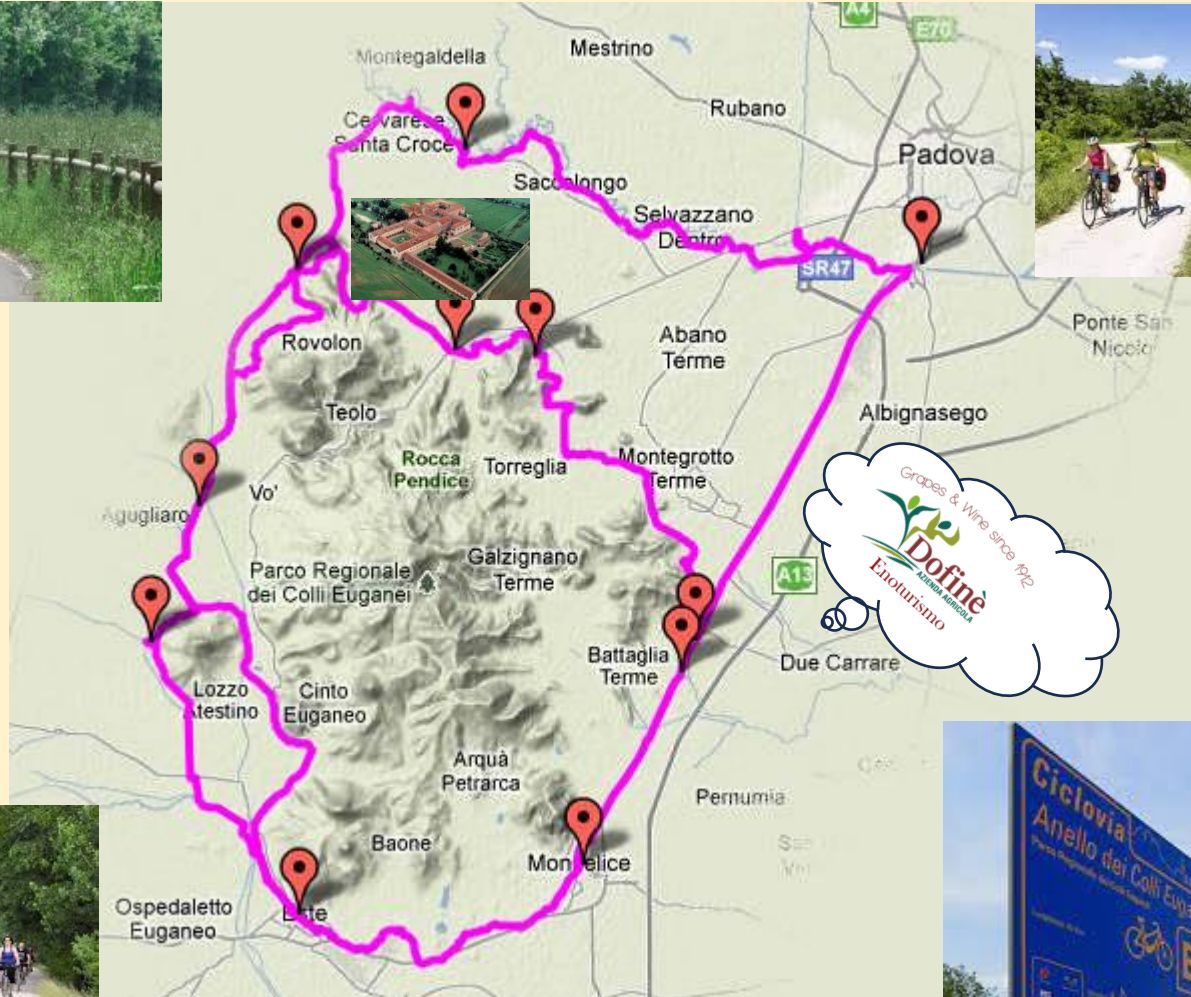 A4
E70
Mestrino
Montegaldella
Rubano
Cervarese
Santa Croce
Padova
Saccolongo
Selvazzano
Dentro
SR47
Ponte San
Nicolò
Abano
Terme
Rovolon
Albignasego
Teolo
Rocca
Pendice
Torreglia
Montegrotto
Terme
Vo'
Agugliaro
Grapes & Wine since 1912
Dofinè
AZIENDA AGRICOLA
Enoturismo
Galzignano
Terme
Parco Regionale
dei Colli Euganei
A13
Battaglia
Terme
Due Carrare
Lozzo
Atestino
Cinto
Euganeo
Arquà
Petrarca
Pernumia
Baone
Monselice
Este
Ospedaletto
Euganeo
Ciclovia
Anello dei Colli Euga